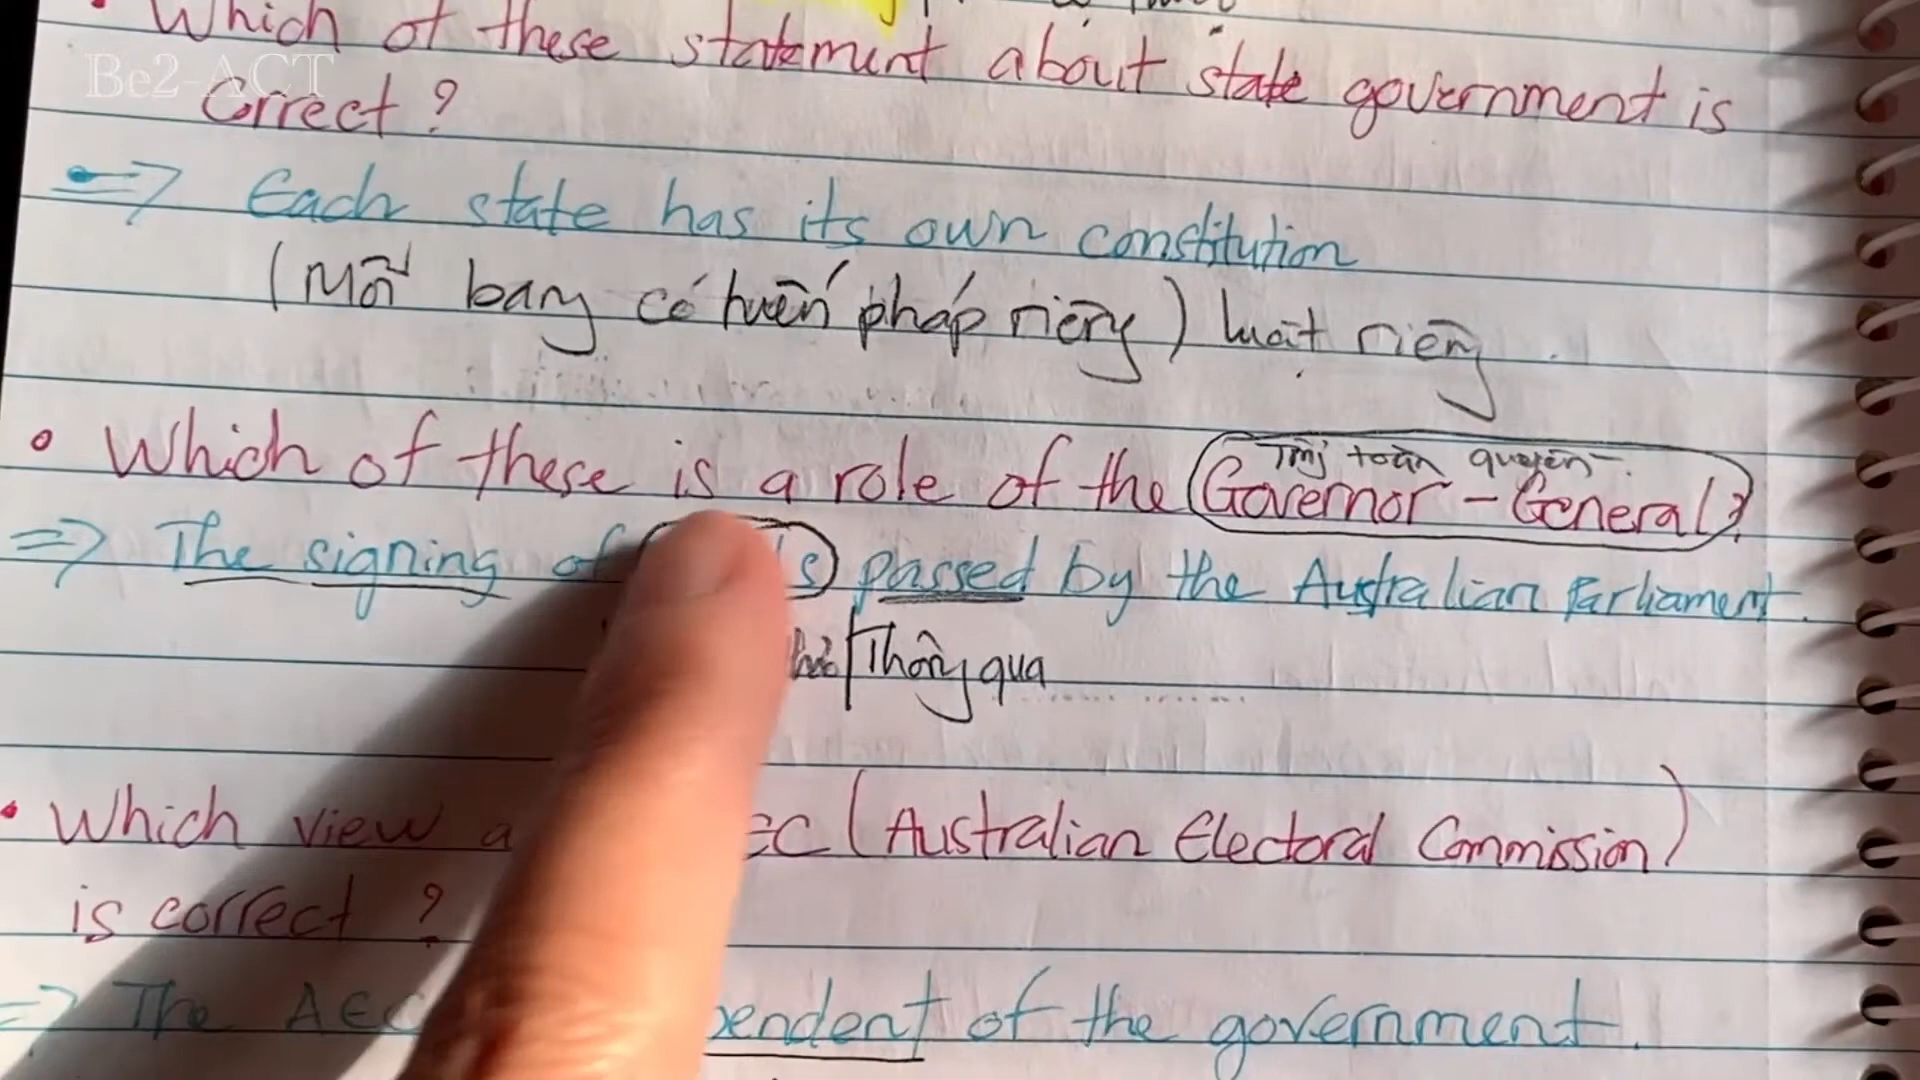 Which of these statement about state government is
Be2-ACT
Correct ?
=> Each state has its own constitution
(Mỗi bang có hiến pháp riêng) luật riêng
• Which of these is a role of the Governor - General?
toàn quyền
=> The signing of passed by the Australian Parliament.
Thông qua
• Which view (Australian Electoral Commission)
is correct ?
=> The AEC of the government.